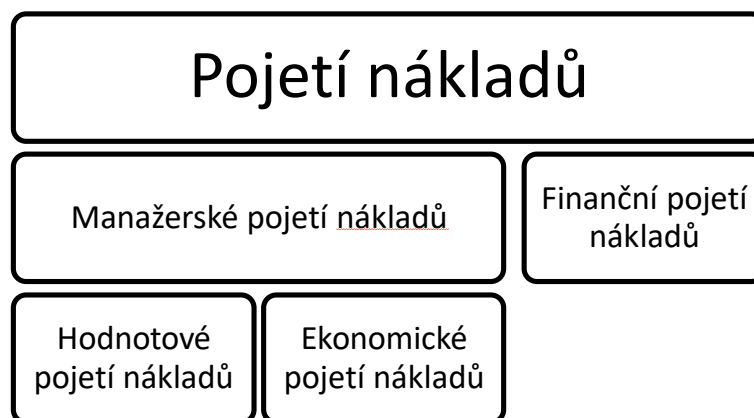 Pojetí nákladů
Manažerské pojetí nákladů
Finanční pojetí
nákladů
Hodnotové
pojetí nákladů
Ekonomické
pojetí nákladů